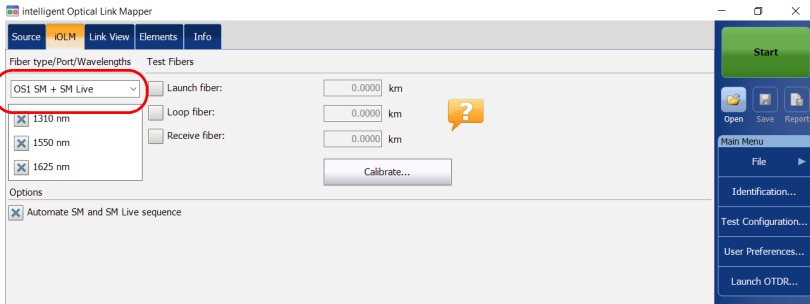 intelligent Optical Link Mapper
Source iOLM Link View Elements Info
Fiber type/Port/Wavelengths Test Fibers
OS1 SM + SM Live
1310 nm
1550 nm
1625 nm
Launch fiber: 0.0000 km
Loop fiber: 0.0000 km
Receive fiber: 0.0000 km
?
Calibrate...
Options
Automate SM and SM Live sequence
Start
Open Save Report
Main Menu
File
Identification...
Test Configuration...
User Preferences...
Launch OTDR...